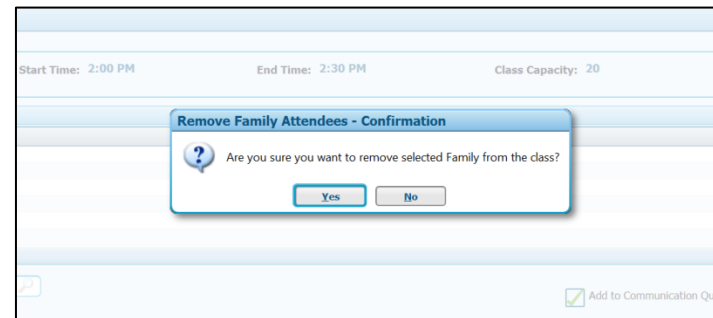 Start Time: 2:00 PM End Time: 2:30 PM Class Capacity: 20
Remove Family Attendees - Confirmation
Are you sure you want to remove selected Family from the class?
Yes No
Add to Communication Qu